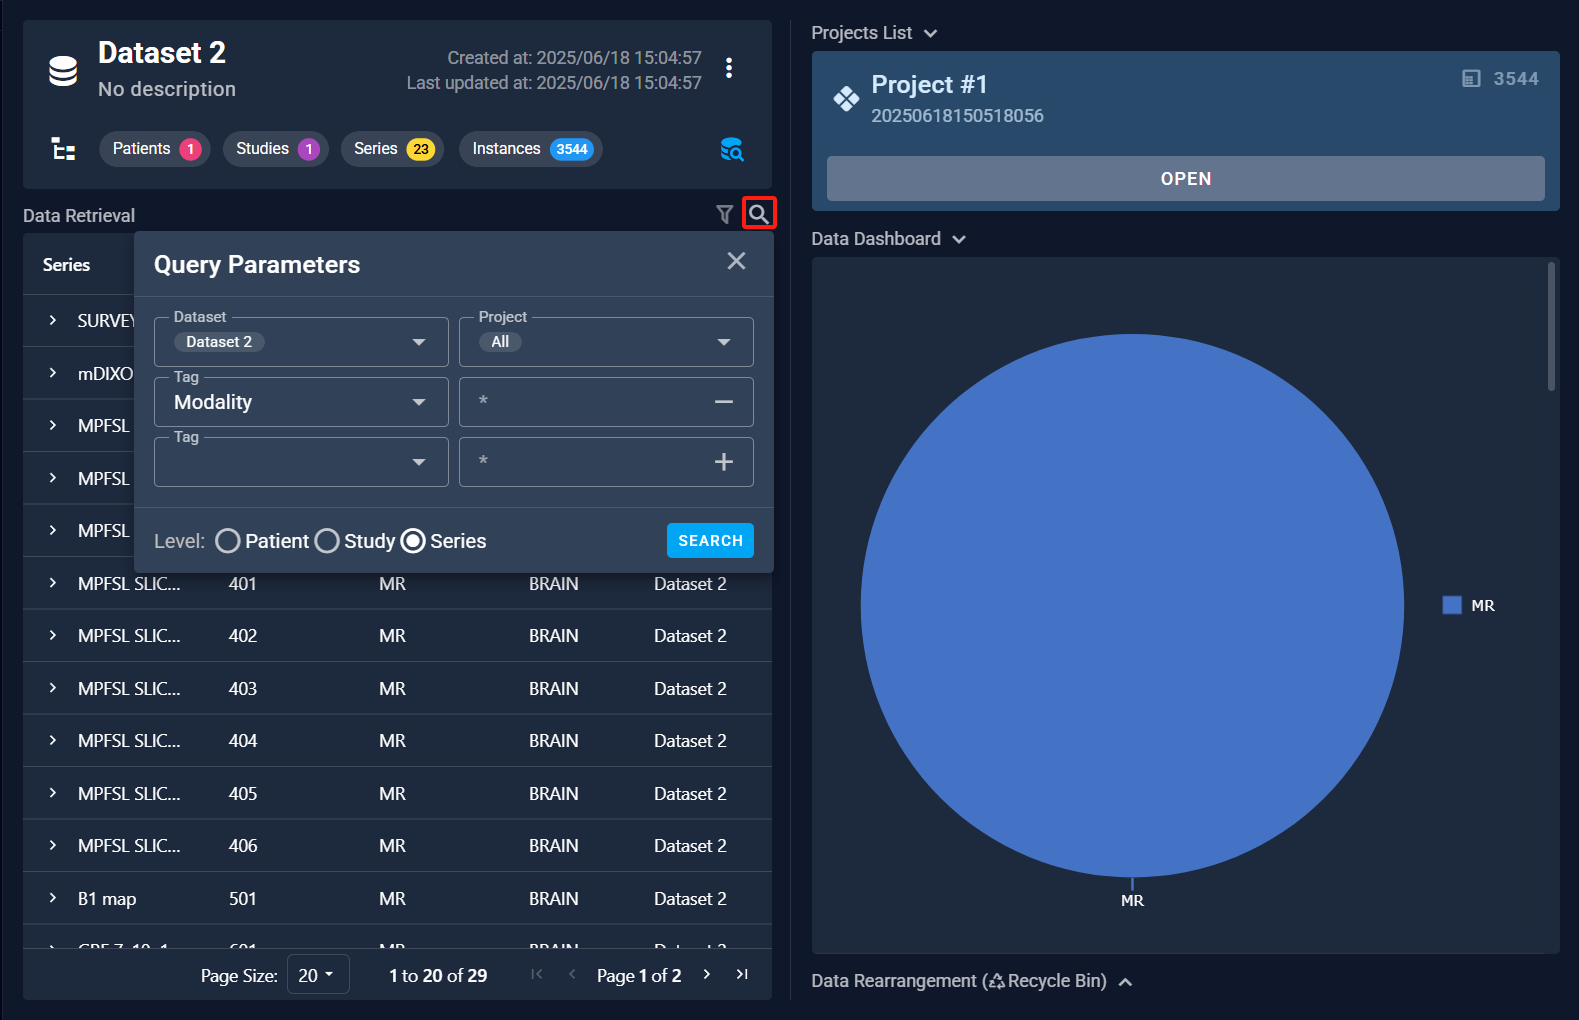 Dataset 2
No description
Created at: 2025/06/18 15:04:57
Last updated at: 2025/06/18 15:04:57
Patients 1
Studies 1
Series 23
Instances 3544
Data Retrieval
Series
Query Parameters
Dataset
Dataset 2
Project
All
Tag
Modality
*
Tag
*
Level: Patient Study Series
SEARCH
SURVEY
mDIXO
MPFSL
MPFSL
MPFSL
MPFSL SLIC... 401 MR BRAIN Dataset 2
MPFSL SLIC... 402 MR BRAIN Dataset 2
MPFSL SLIC... 403 MR BRAIN Dataset 2
MPFSL SLIC... 404 MR BRAIN Dataset 2
MPFSL SLIC... 405 MR BRAIN Dataset 2
MPFSL SLIC... 406 MR BRAIN Dataset 2
B1 map 501 MR BRAIN Dataset 2
601 MR BRAIN Dataset 2
Page Size: 20
1 to 20 of 29
Page 1 of 2
Projects List
Project #1
20250618150518056
3544
OPEN
Data Dashboard
MR
MR
Data Rearrangement (Recycle Bin)